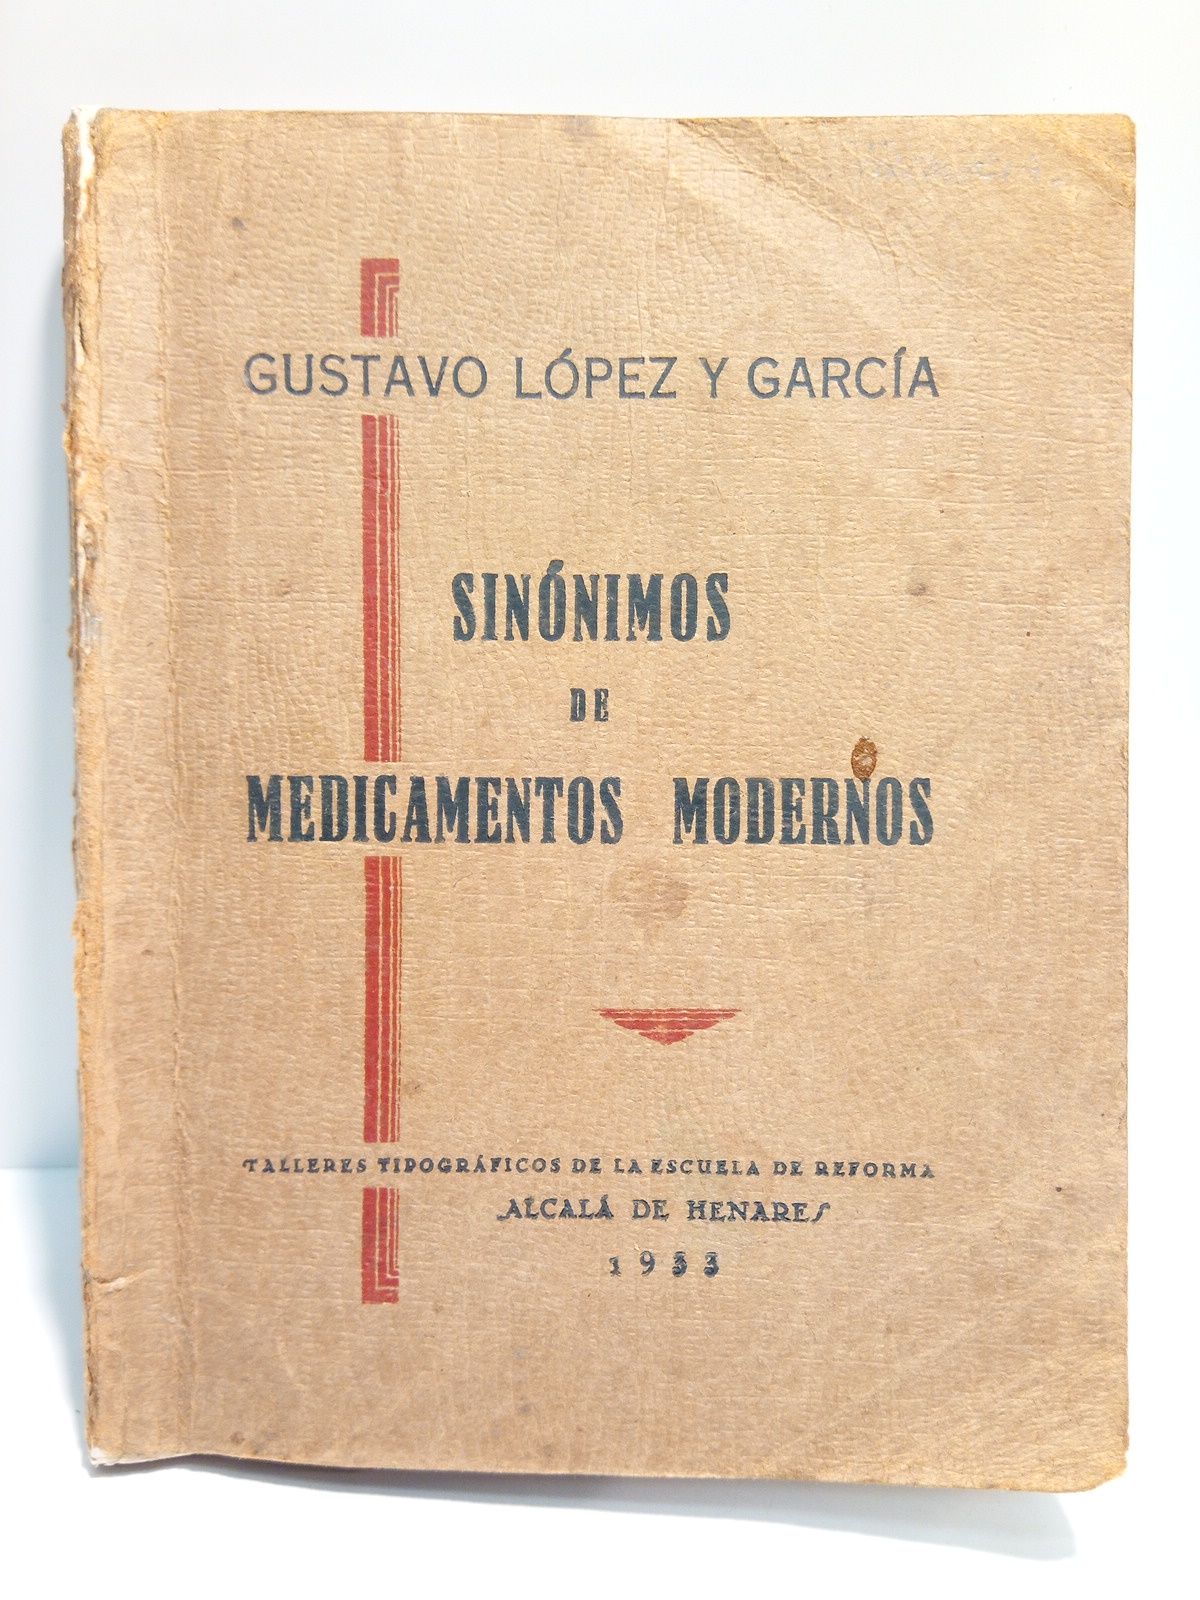 GUSTAVO LÓPEZ Y GARCÍA
SINÓNIMOS
DE
MEDICAMENTOS MODERNOS
TALLERES TIPOGRÁFICOS DE LA ESCUELA DE REFORMA
ALCALÁ DE HENARES
1933